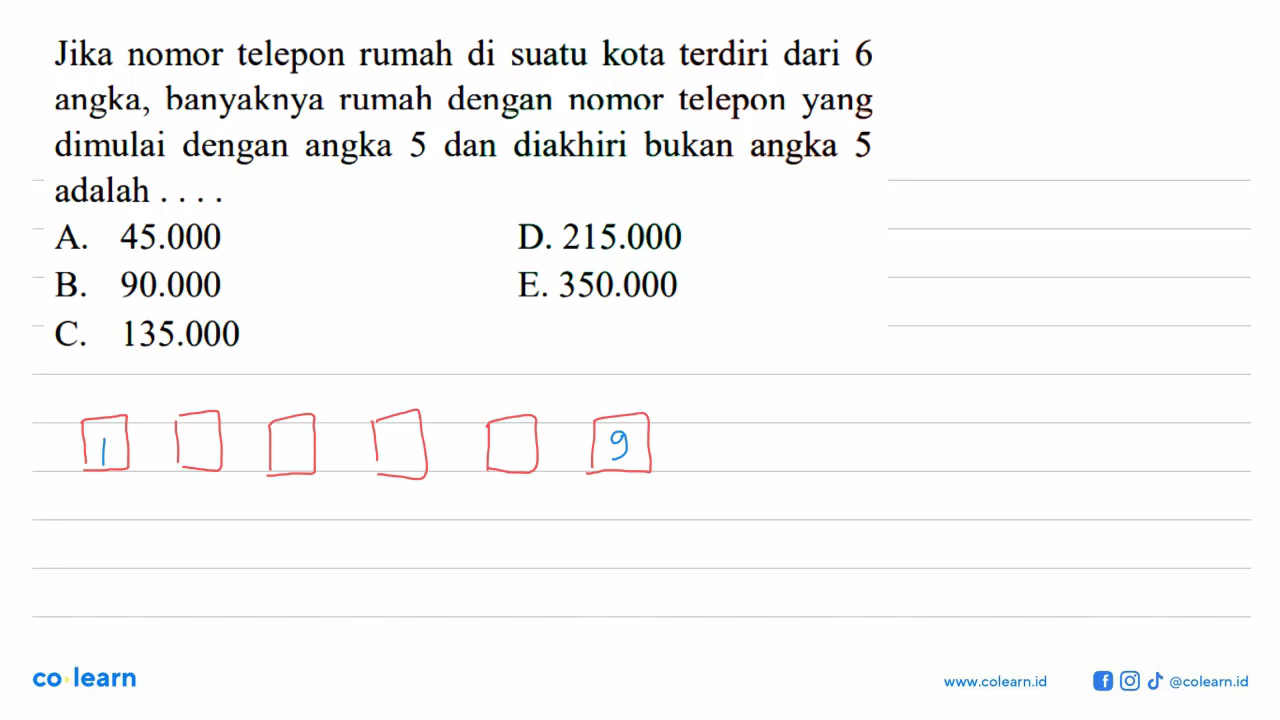 Jika nomor telepon rumah di suatu kota terdiri dari 6
angka, banyaknya rumah dengan nomor telepon yang
dimulai dengan angka 5 dan diakhiri bukan angka 5
adalah . . . .
A. 45.000 D. 215.000
B. 90.000 E. 350.000
C. 135.000
1 9
co learn www.colearn.id @colearn.id